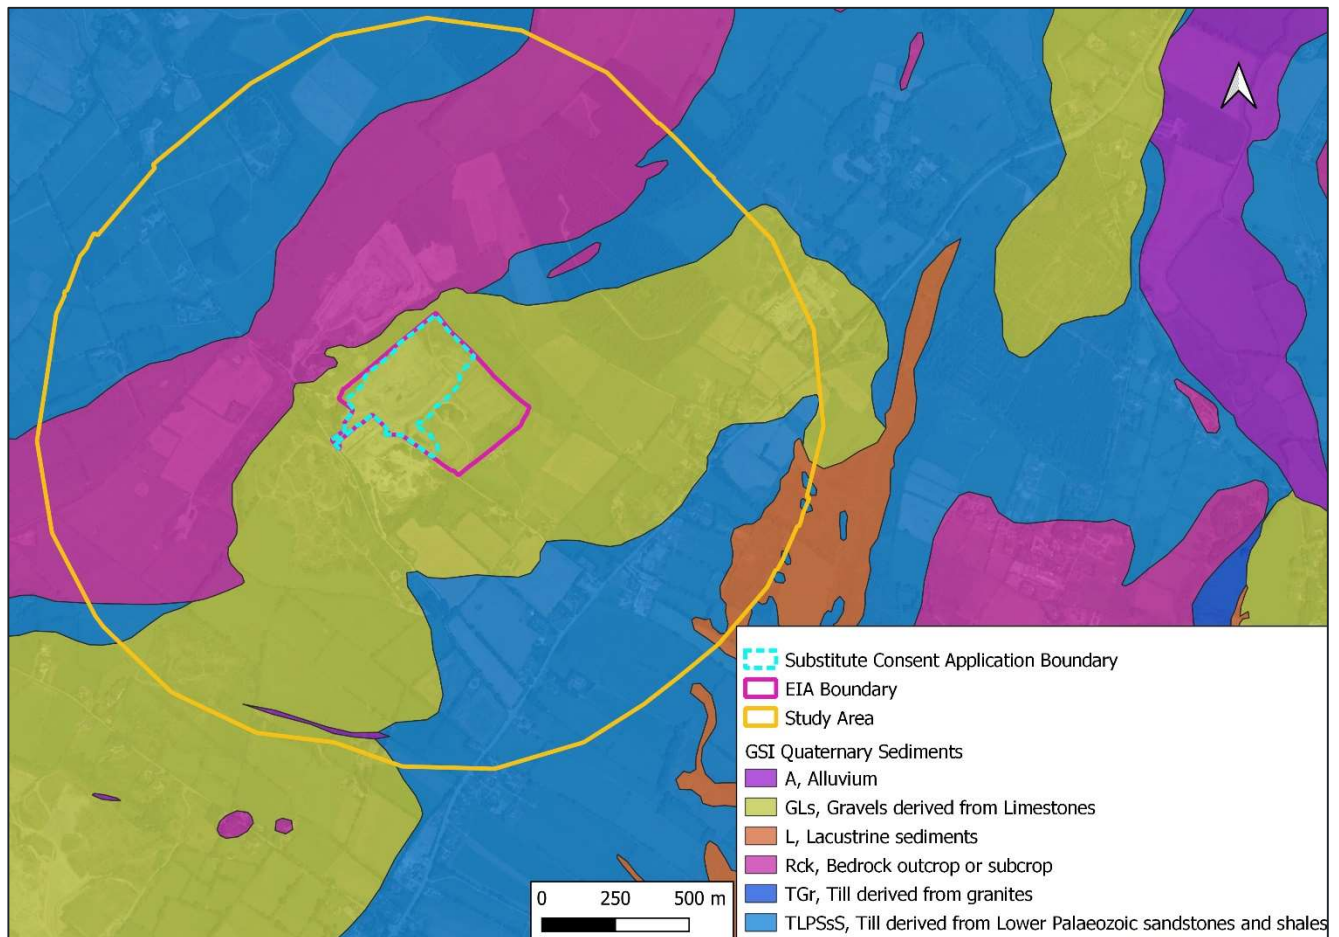 Substitute Consent Application Boundary
EIA Boundary
Study Area
GSI Quaternary Sediments
A, Alluvium
GLs, Gravels derived from Limestones
L, Lacustrine sediments
Rck, Bedrock outcrop or subcrop
TGr, Till derived from granites
TLPSsS, Till derived from Lower Palaeozoic sandstones and shales
0 250 500 m